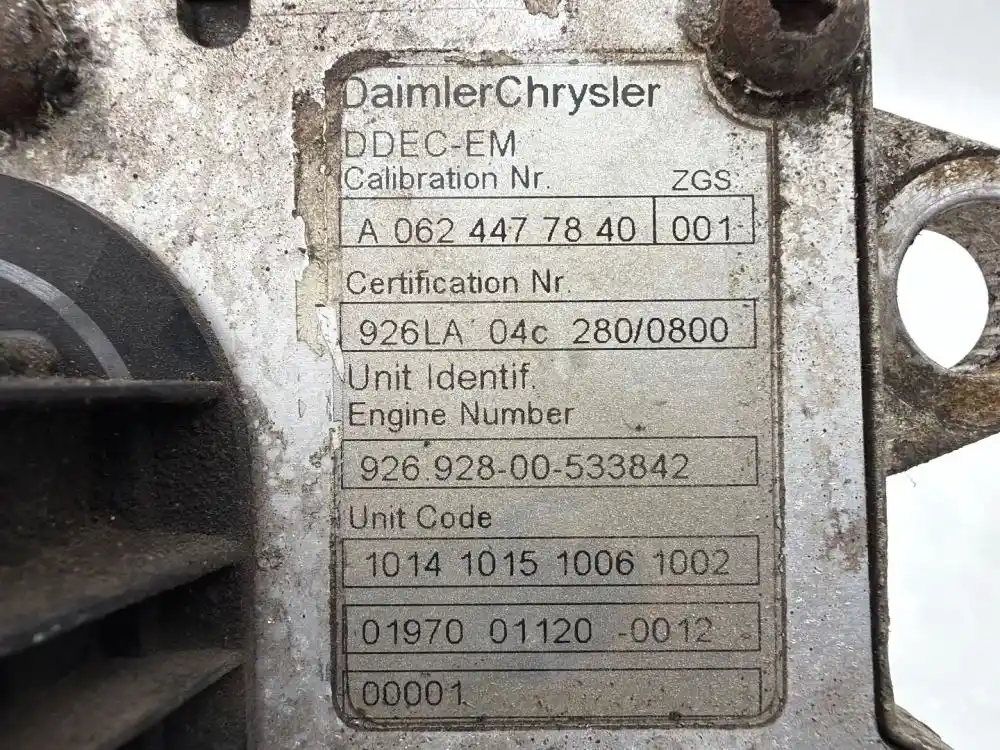 DaimlerChrysler
DDEC-EM
Calibration Nr. ZGS
A 062 447 78 40 001
Certification Nr.
926LA 04c 280/0800
Unit Identif.
Engine Number
926.928-00-533842
Unit Code
1014 1015 1006 1002
01970 01120 -0012
00001